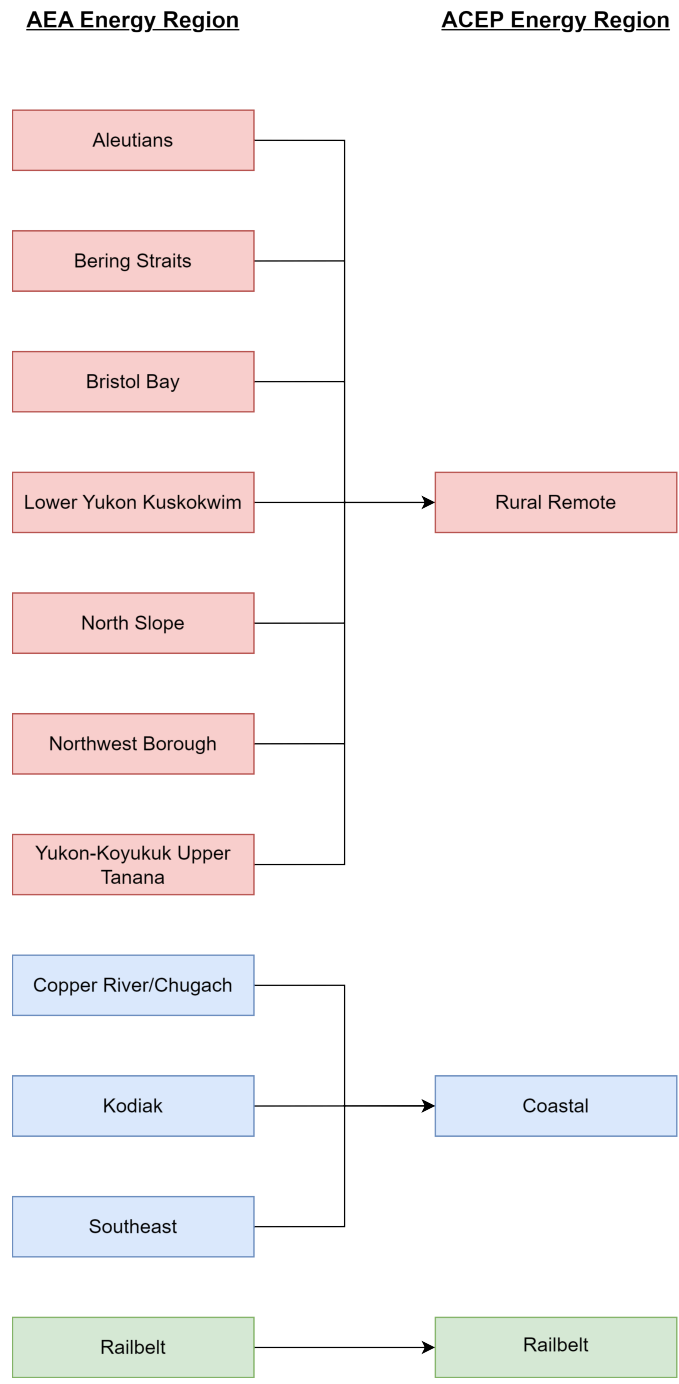 AEA Energy Region
ACEP Energy Region
Aleutians
Bering Straits
Bristol Bay
Lower Yukon Kuskokwim
Rural Remote
North Slope
Northwest Borough
Yukon-Koyukuk Upper
Tanana
Copper River/Chugach
Kodiak
Coastal
Southeast
Railbelt
Railbelt